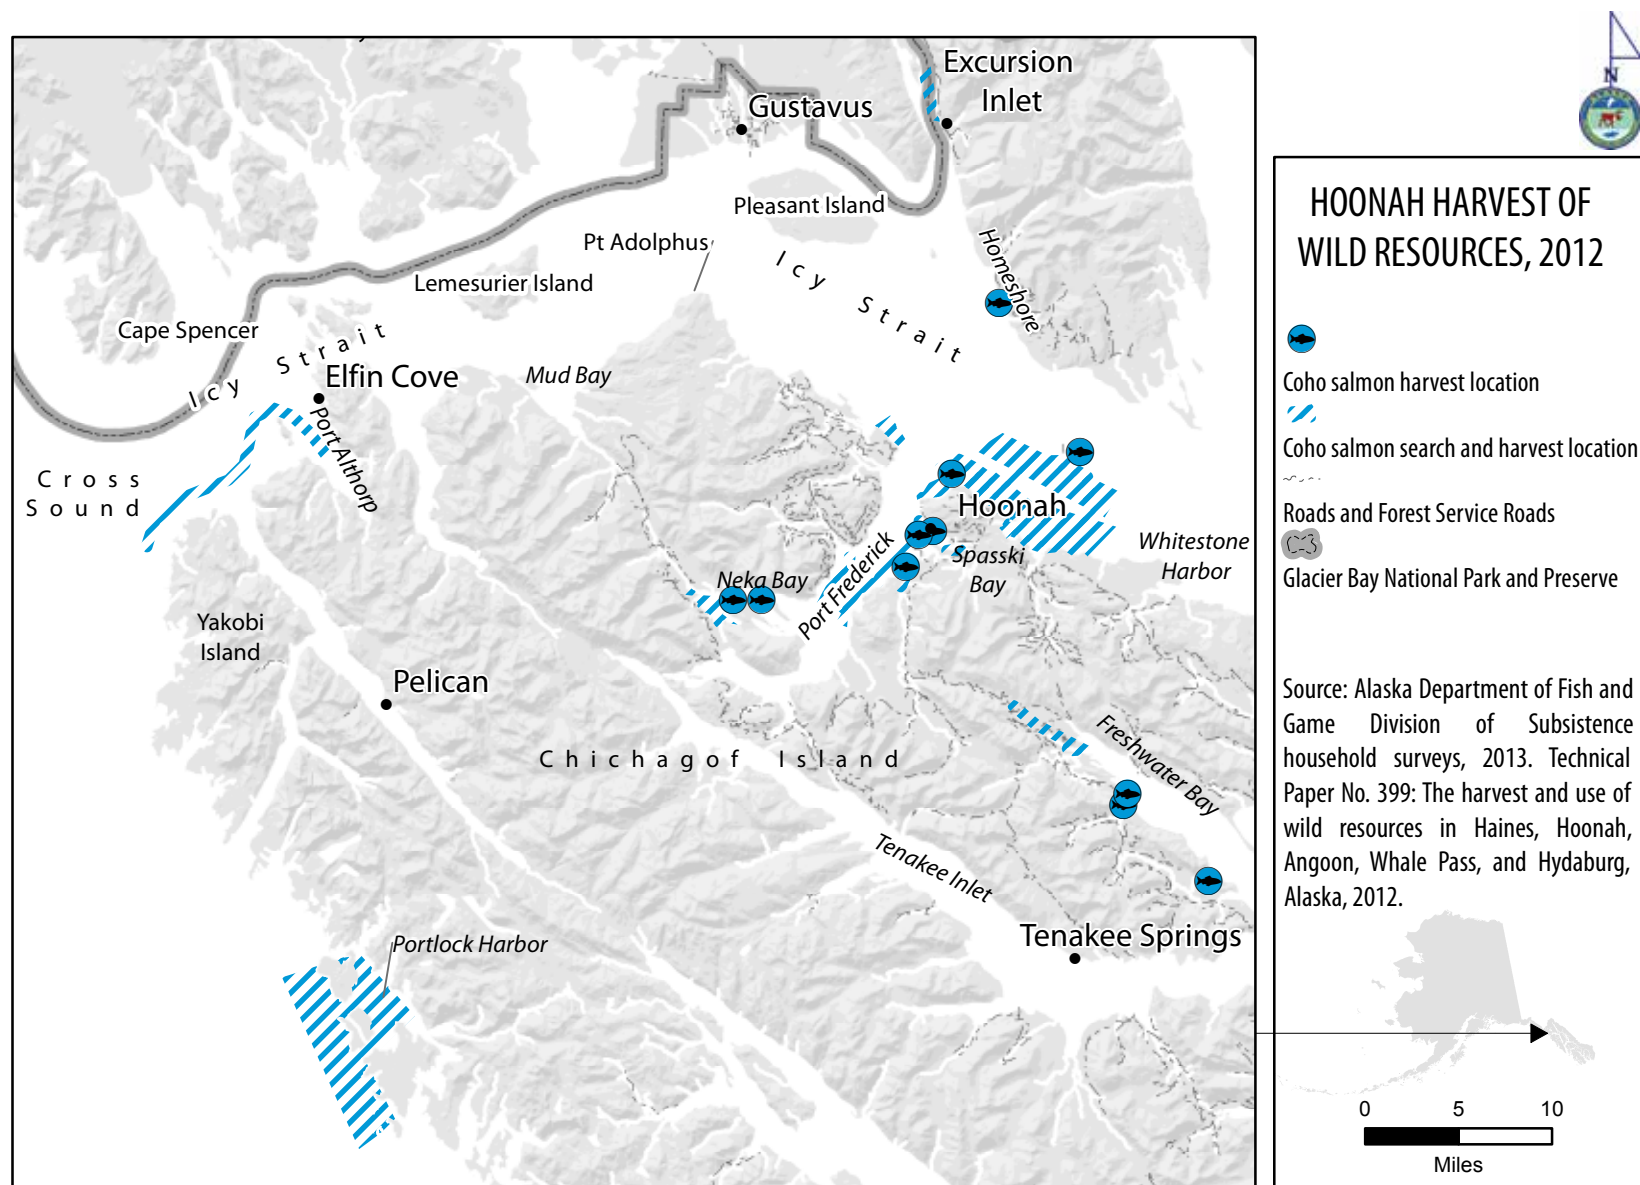 Excursion
Inlet
Gustavus
Pleasant Island
Pt Adolphus
Homeshore
Icy Strait
Lemesurier Island
Cape Spencer
Icy Strait
Elfin Cove
Mud Bay
Port Althorp
Cross
Sound
Hoonah
Whitestone
Harbor
Spasski
Bay
Port Frederick
Neka Bay
Yakobi
Island
Pelican
Freshwater Bay
Chichagof Island
Tenakee Inlet
Tenakee Springs
Portlock Harbor
N
ALASKA
HOONAH HARVEST OF
WILD RESOURCES, 2012
Coho salmon harvest location
Coho salmon search and harvest location
Roads and Forest Service Roads
Glacier Bay National Park and Preserve
Source: Alaska Department of Fish and
Game Division of Subsistence
household surveys, 2013. Technical
Paper No. 399: The harvest and use of
wild resources in Haines, Hoonah,
Angoon, Whale Pass, and Hydaburg,
Alaska, 2012.
0 5 10
Miles